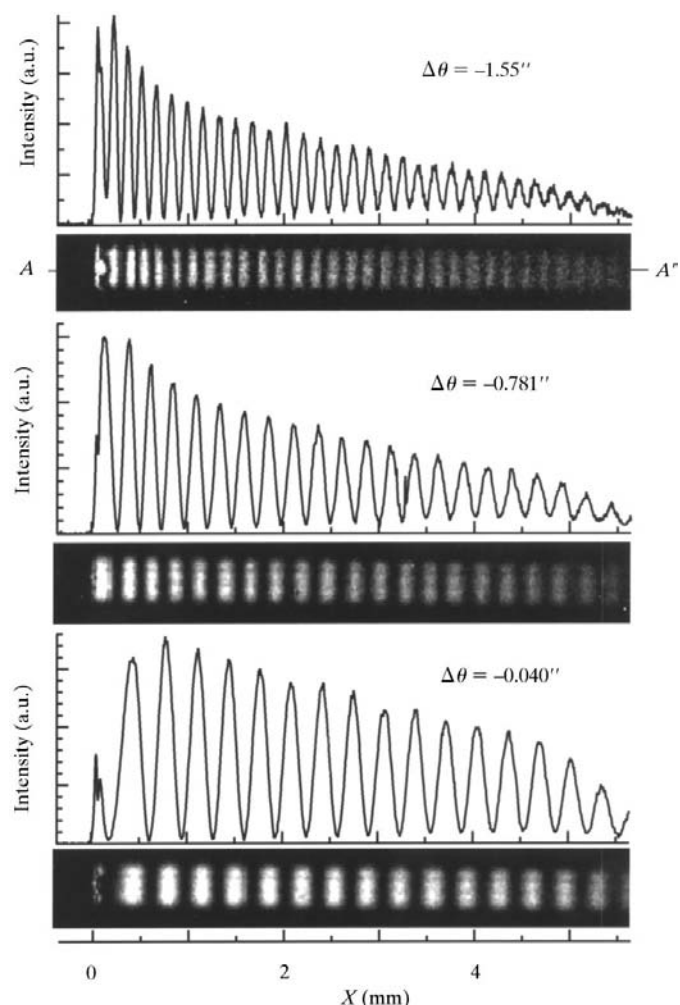 Intensity (a.u.)
Δθ = –1.55″
A
A″
Intensity (a.u.)
Δθ = –0.781″
Intensity (a.u.)
Δθ = –0.040″
0 2 4
X (mm)